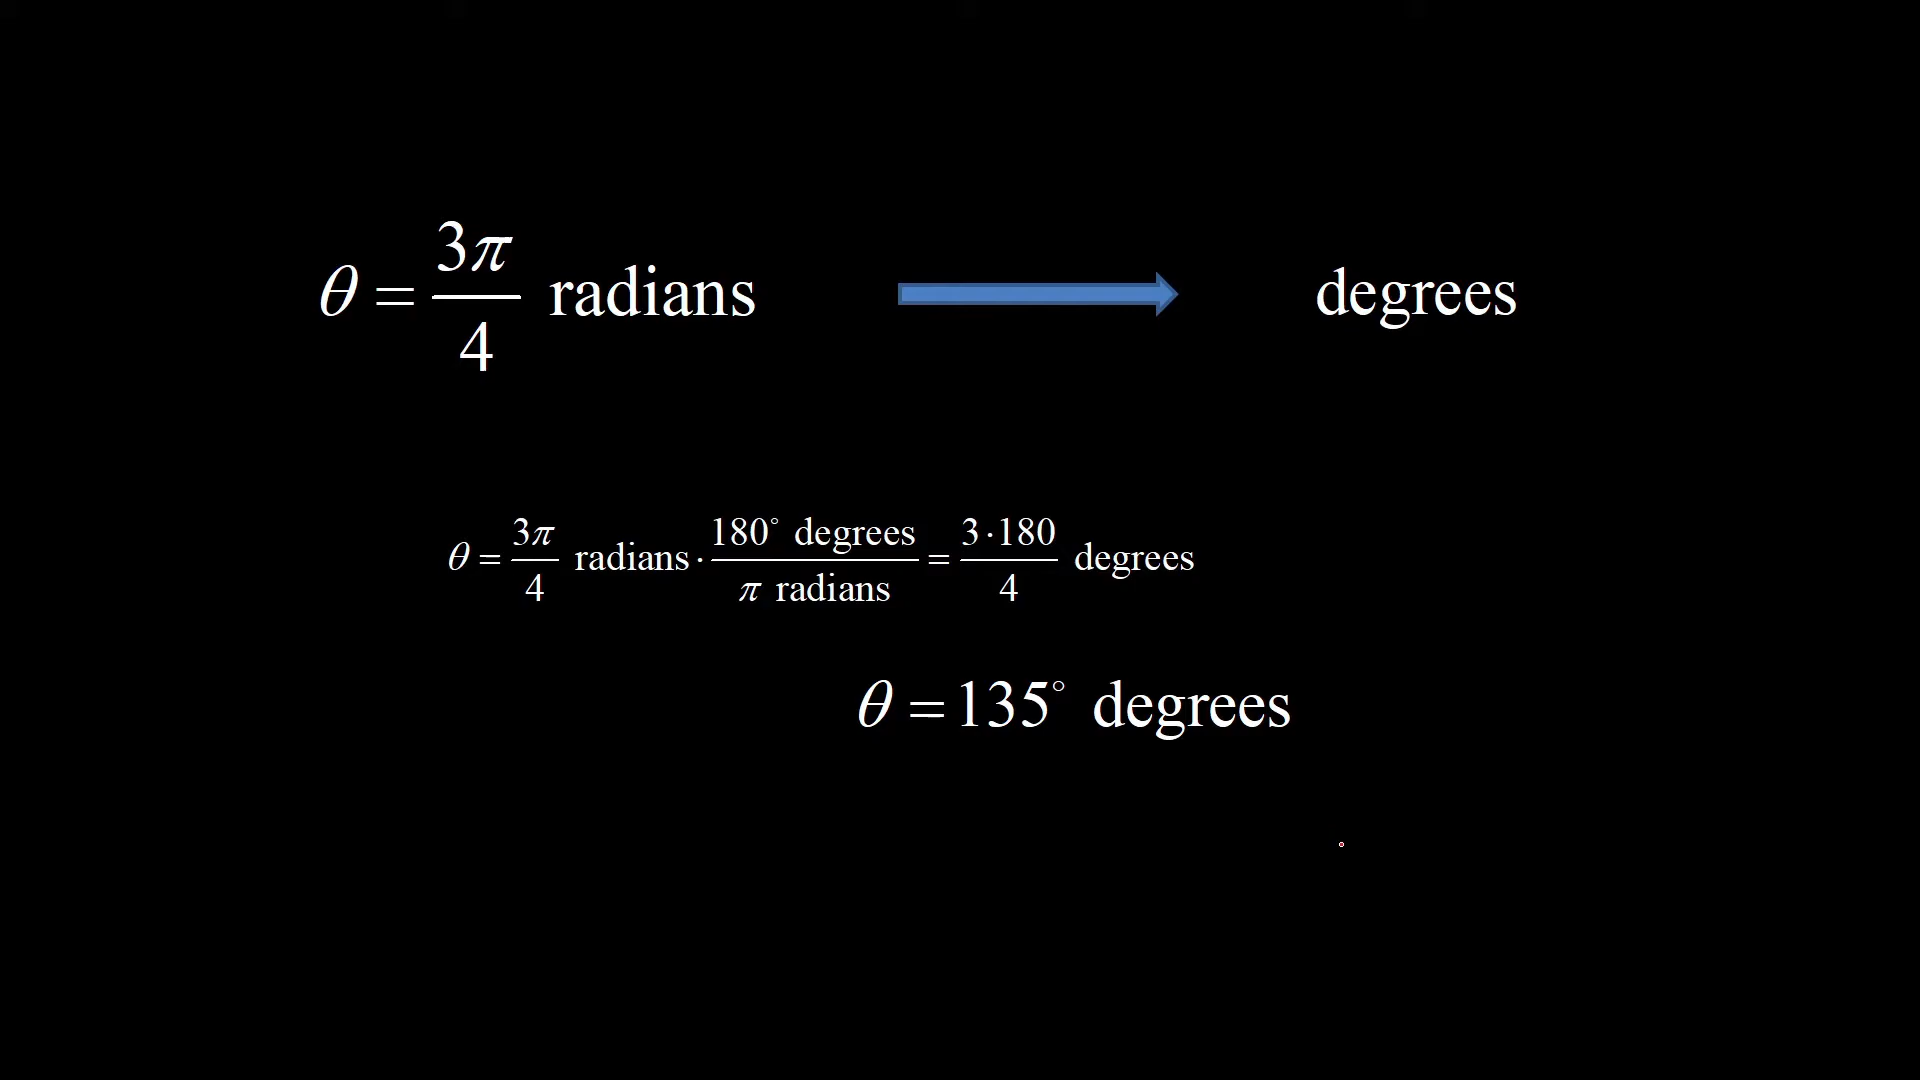 θ = 3π/4 radians degrees
θ = 3π/4 radians · 180° degrees/π radians = 3·180/4 degrees
θ = 135° degrees